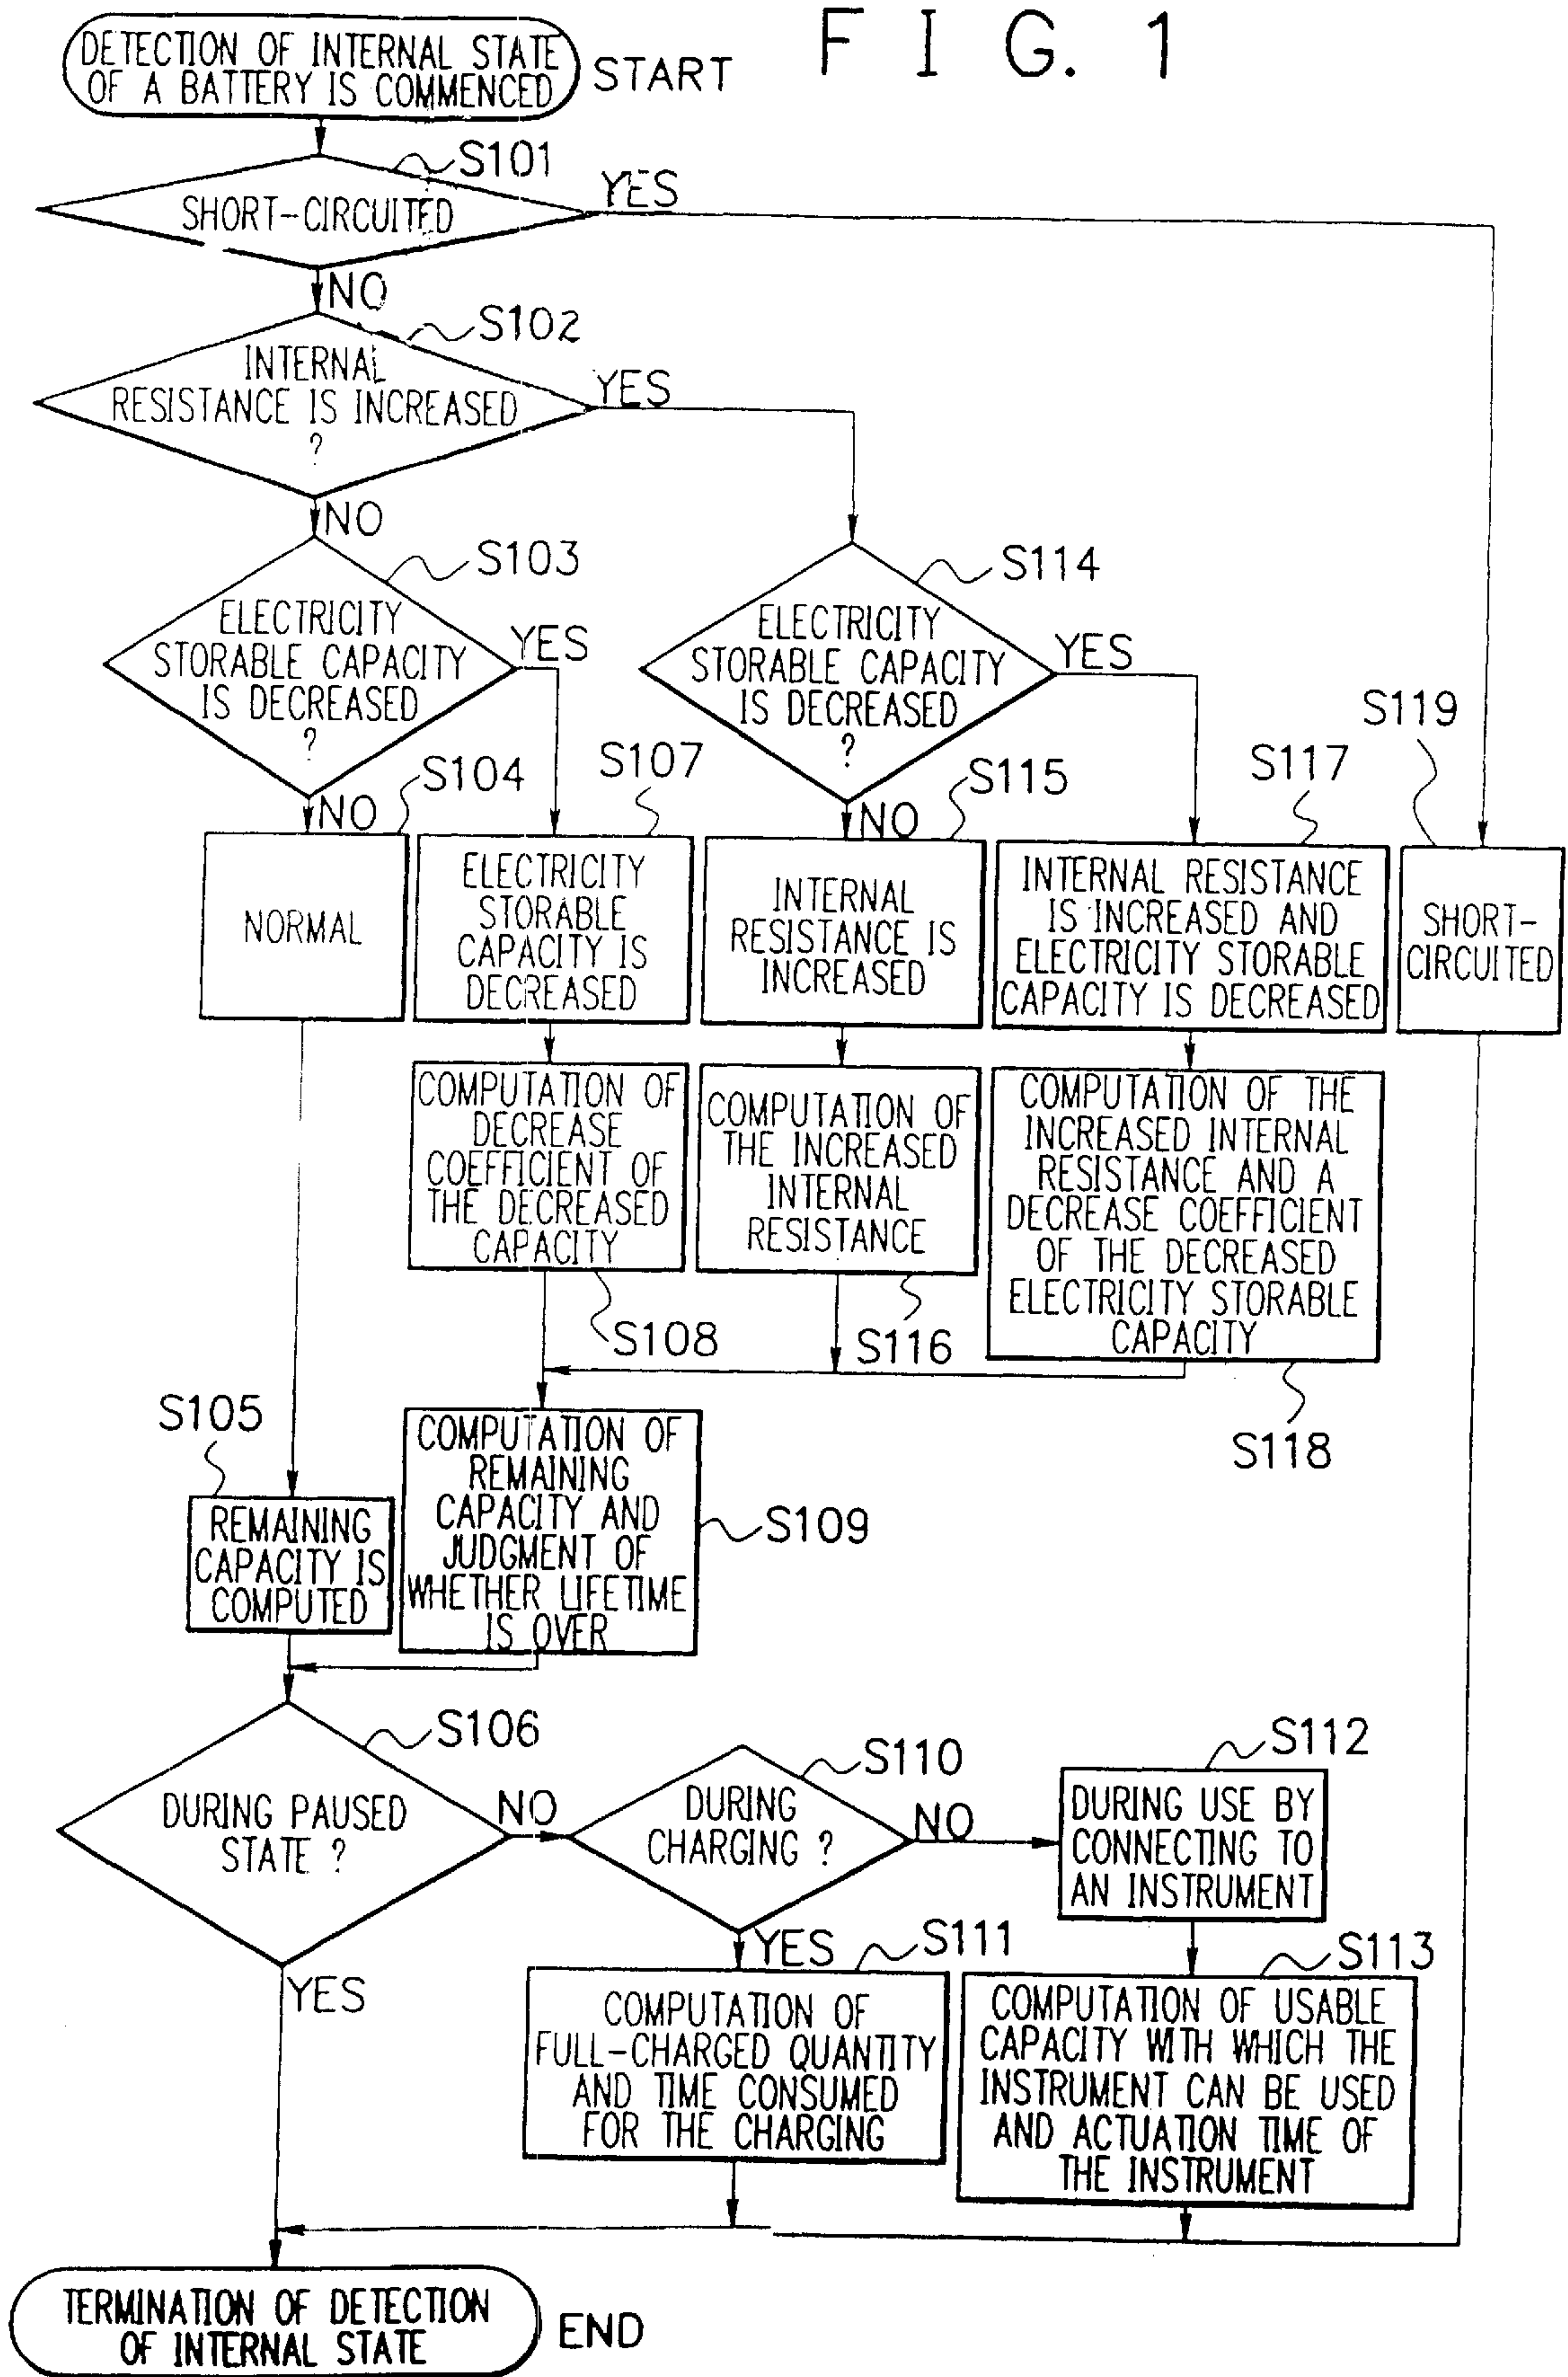 F I G. 1
DETECTION OF INTERNAL STATE
OF A BATTERY IS COMMENCED
START
S101
SHORT-CIRCUITED
YES
NO
S102
INTERNAL
RESISTANCE IS INCREASED
?
YES
NO
S103
ELECTRICITY
STORABLE CAPACITY
IS DECREASED
?
YES
NO
S114
ELECTRICITY
STORABLE CAPACITY
IS DECREASED
?
YES
NO
S104
NORMAL
S107
ELECTRICITY
STORABLE
CAPACITY IS
DECREASED
S115
INTERNAL
RESISTANCE IS
INCREASED
S117
INTERNAL RESISTANCE
IS INCREASED AND
ELECTRICITY STORABLE
CAPACITY IS DECREASED
S119
SHORT-
CIRCUITED
COMPUTATION OF
DECREASE
COEFFICIENT OF
THE DECREASED
CAPACITY
S108
COMPUTATION OF
THE INCREASED
INTERNAL
RESISTANCE
S116
COMPUTATION OF THE
INCREASED INTERNAL
RESISTANCE AND A
DECREASE COEFFICIENT
OF THE DECREASED
ELECTRICITY STORABLE
CAPACITY
S118
S105
REMAINING
CAPACITY IS
COMPUTED
COMPUTATION OF
REMAINING
CAPACITY AND
JUDGMENT OF
WHETHER LIFETIME
IS OVER
S109
S106
DURING PAUSED
STATE ?
NO
YES
S110
DURING
CHARGING ?
NO
YES
S112
DURING USE BY
CONNECTING TO
AN INSTRUMENT
S111
COMPUTATION OF
FULL-CHARGED QUANTITY
AND TIME CONSUMED
FOR THE CHARGING
S113
COMPUTATION OF USABLE
CAPACITY WITH WHICH THE
INSTRUMENT CAN BE USED
AND ACTUATION TIME OF
THE INSTRUMENT
TERMINATION OF DETECTION
OF INTERNAL STATE
END